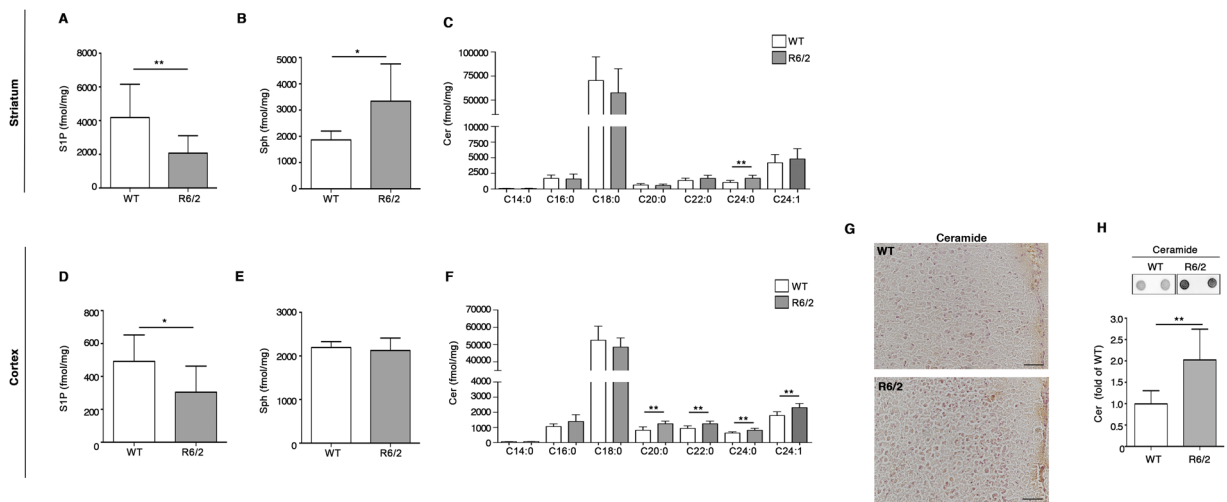 Striatum
A
S1P (fmol/mg)
8000
6000
4000
2000
0
**
WT
R6/2
B
Sph (fmol/mg)
5000
4000
3000
2000
1000
0
*
WT
R6/2
C
Cer (fmol/mg)
100000
75000
50000
10000
7500
5000
2500
0
**
C14:0 C16:0 C18:0 C20:0 C22:0 C24:0 C24:1
WT
R6/2
Cortex
D
S1P (fmol/mg)
800
600
400
200
0
*
WT
R6/2
E
Sph (fmol/mg)
3000
2000
1000
0
WT
R6/2
F
Cer (fmol/mg)
70000
60000
50000
40000
30000
4000
3000
2000
1000
0
** ** ** **
C14:0 C16:0 C18:0 C20:0 C22:0 C24:0 C24:1
WT
R6/2
G
Ceramide
WT
R6/2
H
Ceramide
WT R6/2
Cer (fold of WT)
3.0
2.5
2.0
1.5
1.0
0.5
0.0
**
WT
R6/2